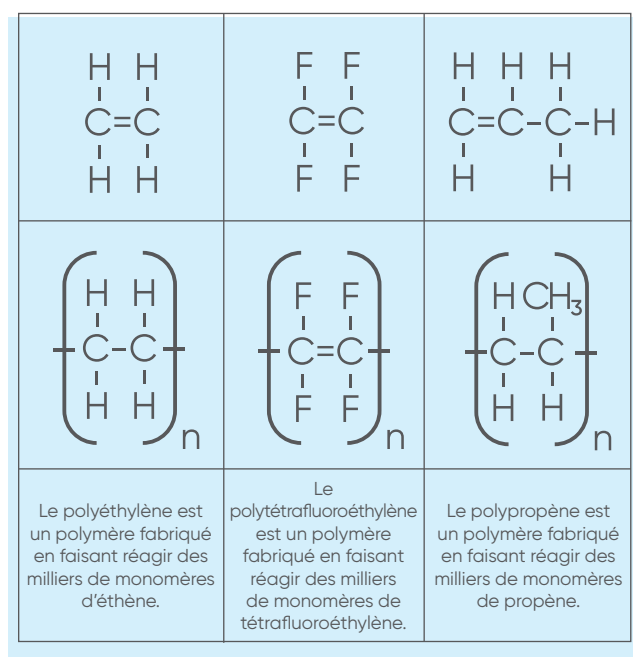 H H
C=C
H H
F F
C=C
F F
H H H
C=C-C-H
H H
H H
C-C
H H
n
F F
C=C
F F
n
H CH₃
C-C
H H
n
Le polyéthylène est
un polymère fabriqué
en faisant réagir des
milliers de monomères
d’éthène.
Le
polytétrafluoroéthylène
est un polymère
fabriqué en faisant
réagir des milliers
de monomères de
tétrafluoroéthylène.
Le polypropène est
un polymère fabriqué
en faisant réagir des
milliers de monomères
de propène.